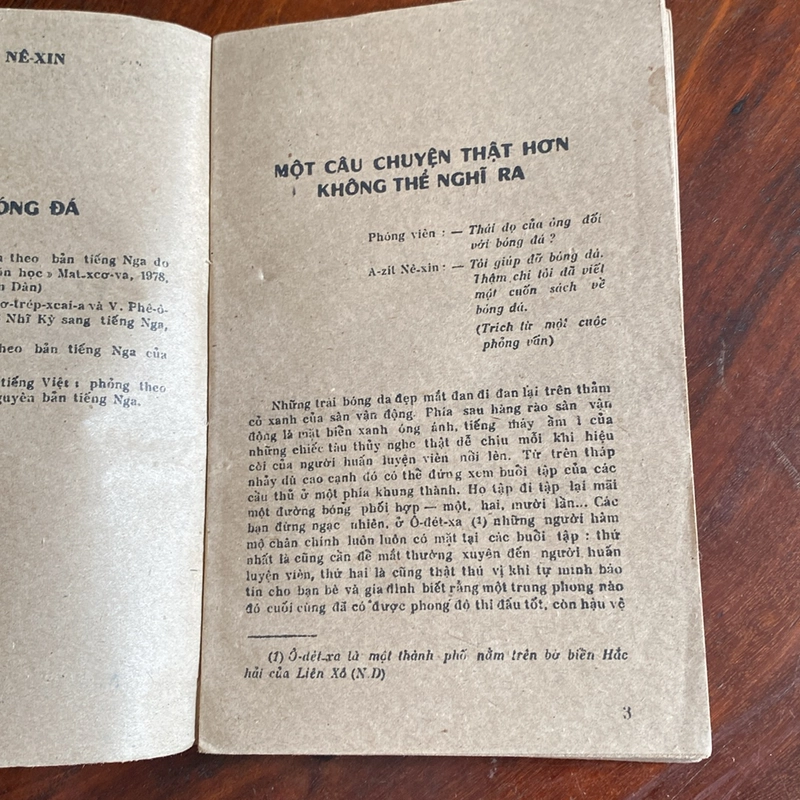 NÊ-XIN
ÓNG ĐÁ
theo bản tiếng Nga do
ăn học » Mat-xcơ-va, 1978.
Dân)
ơ-trép-xcai-a và V. Phê-ô-
Nhĩ Kỳ sang tiếng Nga,
heo bản tiếng Nga của
tiếng Việt : phỏng theo
guyên bản tiếng Nga.
MỘT CÂU CHUYỆN THẬT HƠN
KHÔNG THỂ NGHĨ RA
Phóng viên : — Thái độ của ông đối
với bóng đá ?
A-zit Nê-xin : — Tôi giúp đỡ bóng đá.
Thậm chí tôi đã viết
một cuốn sách về
bóng đá.
(Trích từ một cuộc
phỏng vấn)
Những trái bóng da đẹp mắt đan đi đan lại trên thảm
cỏ xanh của sàn vận động. Phía sau hàng rào sàn vận
động là mặt biển xanh óng ánh, tiếng máy ầm ì của
những chiếc tàu thủy nghe thật dễ chịu mỗi khi hiệu
còi của người huấn luyện viên nổi lên. Từ trên tháp
nhảy dù cao cạnh đó có thể đứng xem buổi tập của các
cầu thủ ở một phía khung thành. Họ tập đi tập lại mãi
một đường bóng phối hợp — một, hai, mười lần... Các
bạn đừng ngạc nhiên, ở Ô-đét-xa (1) những người hâm
mộ chân chính luôn luôn có mặt tại các buổi tập : thứ
nhất là cũng cần để mắt thường xuyên đến người huấn
luyện viên, thứ hai là cũng thật thú vị khi tự mình báo
tin cho bạn bè và gia đình biết rằng một trung phong nào
đó cuối cùng đã có được phong độ thi đấu tốt, còn hậu vệ
(1) Ô-đét-xa là một thành phố nằm trên bờ biển Hắc
hải của Liên Xô (N.D)
3